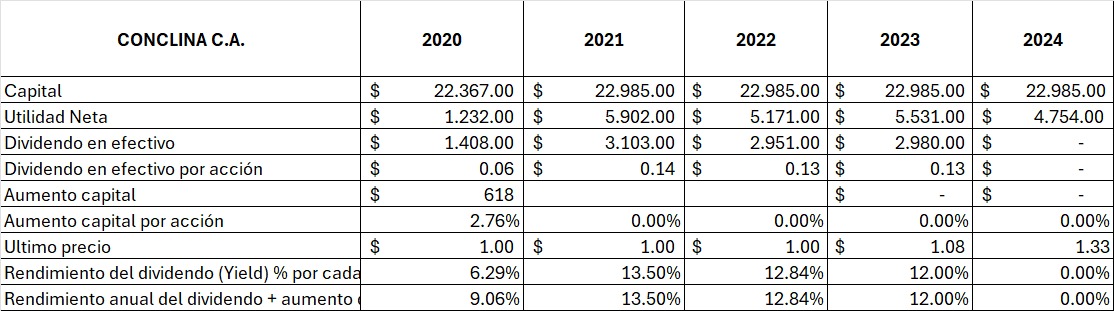 CONCLINA C.A. 2020 2021 2022 2023 2024
Capital $ 22.367.00 $ 22.985.00 $ 22.985.00 $ 22.985.00 $ 22.985.00
Utilidad Neta $ 1.232.00 $ 5.902.00 $ 5.171.00 $ 5.531.00 $ 4.754.00
Dividendo en efectivo $ 1.408.00 $ 3.103.00 $ 2.951.00 $ 2.980.00 $ -
Dividendo en efectivo por acción $ 0.06 $ 0.14 $ 0.13 $ 0.13 $ -
Aumento capital $ 618 $ - $ -
Aumento capital por acción 2.76% 0.00% 0.00% 0.00% 0.00%
Ultimo precio $ 1.00 $ 1.00 $ 1.00 $ 1.08 $ 1.33
Rendimiento del dividendo (Yield) % por cada 6.29% 13.50% 12.84% 12.00% 0.00%
Rendimiento anual del dividendo + aumento 9.06% 13.50% 12.84% 12.00% 0.00%